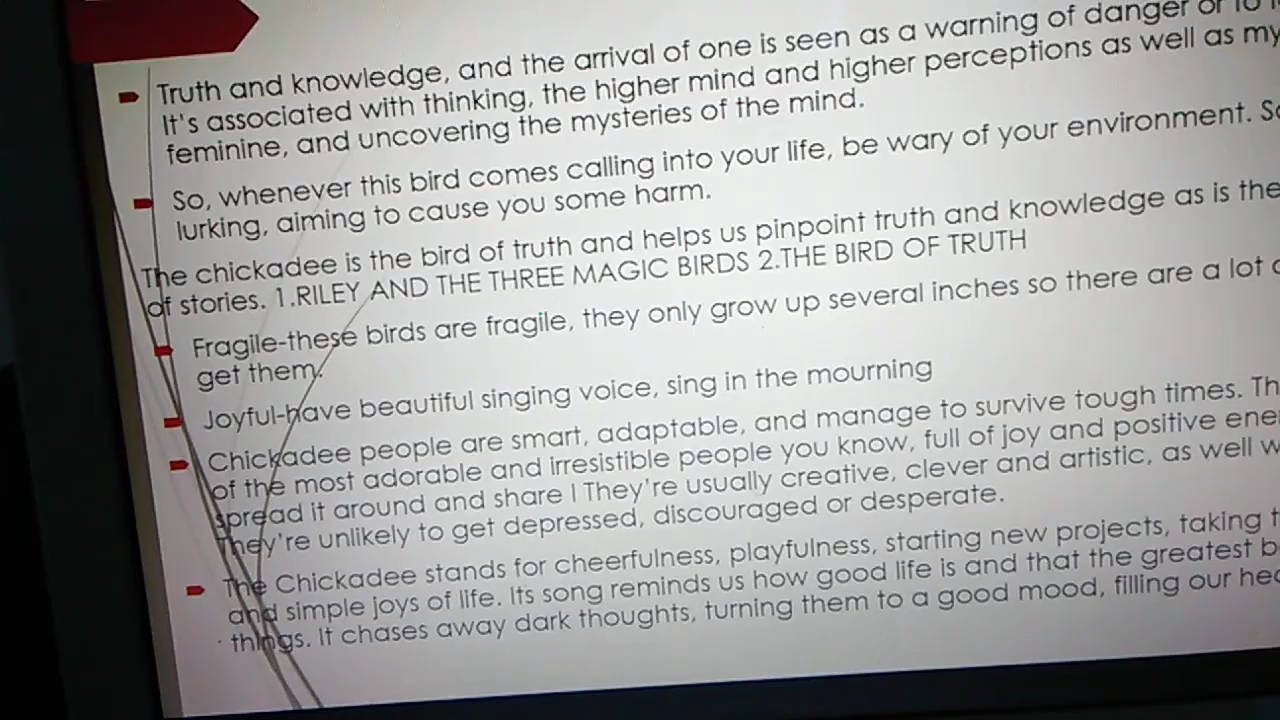 Truth and knowledge, and the arrival of one is seen as a warning of danger or to
It's associated with thinking, the higher mind and higher perceptions as well as my
feminine, and uncovering the mysteries of the mind.
So, whenever this bird comes calling into your life, be wary of your environment. So
lurking, aiming to cause you some harm.
The chickadee is the bird of truth and helps us pinpoint truth and knowledge as is the
of stories. 1.RILEY AND THE THREE MAGIC BIRDS 2.THE BIRD OF TRUTH
Fragile-these birds are fragile, they only grow up several inches so there are a lot
get them.
Joyful-have beautiful singing voice, sing in the mourning
Chickadee people are smart, adaptable, and manage to survive tough times. Th
of the most adorable and irresistible people you know, full of joy and positive ene
spread it around and share I They're usually creative, clever and artistic, as well w
They're unlikely to get depressed, discouraged or desperate.
The Chickadee stands for cheerfulness, playfulness, starting new projects, taking t
and simple joys of life. Its song reminds us how good life is and that the greatest b
things. It chases away dark thoughts, turning them to a good mood, filling our hea